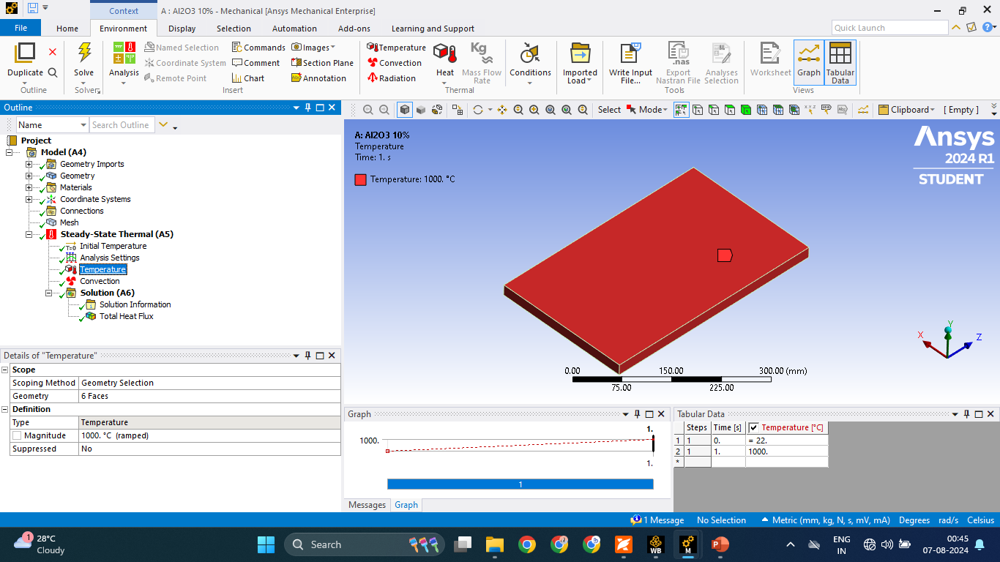 Context
A : Al2O3 10% - Mechanical [Ansys Mechanical Enterprise]
File Home Environment Display Selection Automation Add-ons Learning and Support
Quick Launch
Duplicate
Outline
Solve
Solver
Analysis
Named Selection
Coordinate System
Remote Point
Commands
Comment
Chart
Images
Section Plane
Annotation
Insert
Temperature
Convection
Radiation
Heat
Mass Flow Rate
Thermal
Conditions
Imported Load
Write Input File...
Export Nastran File
.nas
Analyses Selection
Tools
Worksheet
Graph
Tabular Data
Views
Outline
Name
Search Outline
Project
Model (A4)
Geometry Imports
Geometry
Materials
Coordinate Systems
Connections
Mesh
Steady-State Thermal (A5)
T=0 Initial Temperature
Analysis Settings
Temperature
Convection
Solution (A6)
Solution Information
Total Heat Flux
Details of "Temperature"
Scope
Scoping Method Geometry Selection
Geometry 6 Faces
Definition
Type Temperature
Magnitude 1000. °C (ramped)
Suppressed No
Select Mode Clipboard [ Empty ]
A: Al2O3 10%
Temperature
Time: 1. s
Temperature: 1000. °C
Ansys
2024 R1
STUDENT
0.00 150.00 300.00 (mm)
75.00 225.00
X Y Z
Graph
1.
1000.
1.
1
Messages Graph
Tabular Data
Steps Time [s] Temperature [°C]
1 1 0. = 22.
2 1 1. 1000.
*
1 Message No Selection Metric (mm, kg, N, s, mV, mA) Degrees rad/s Celsius
1
28°C
Cloudy
Search
WB
M
ENG
IN
00:45
07-08-2024